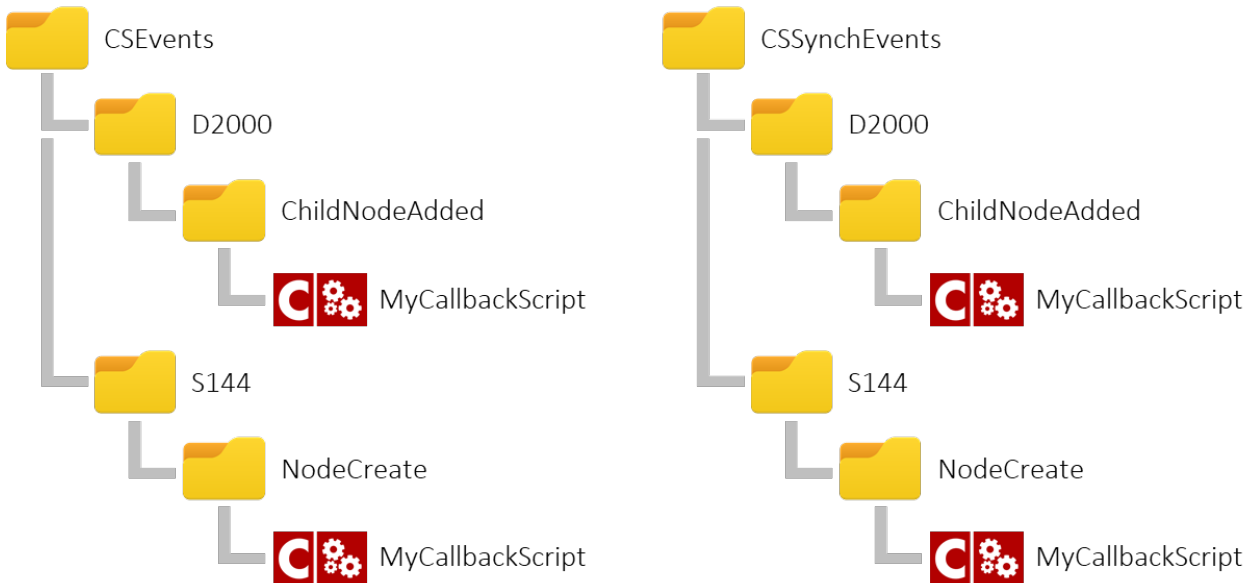 CSEvents
D2000
ChildNodeAdded
C MyCallbackScript
S144
NodeCreate
C MyCallbackScript
CSSynchEvents
D2000
ChildNodeAdded
C MyCallbackScript
S144
NodeCreate
C MyCallbackScript